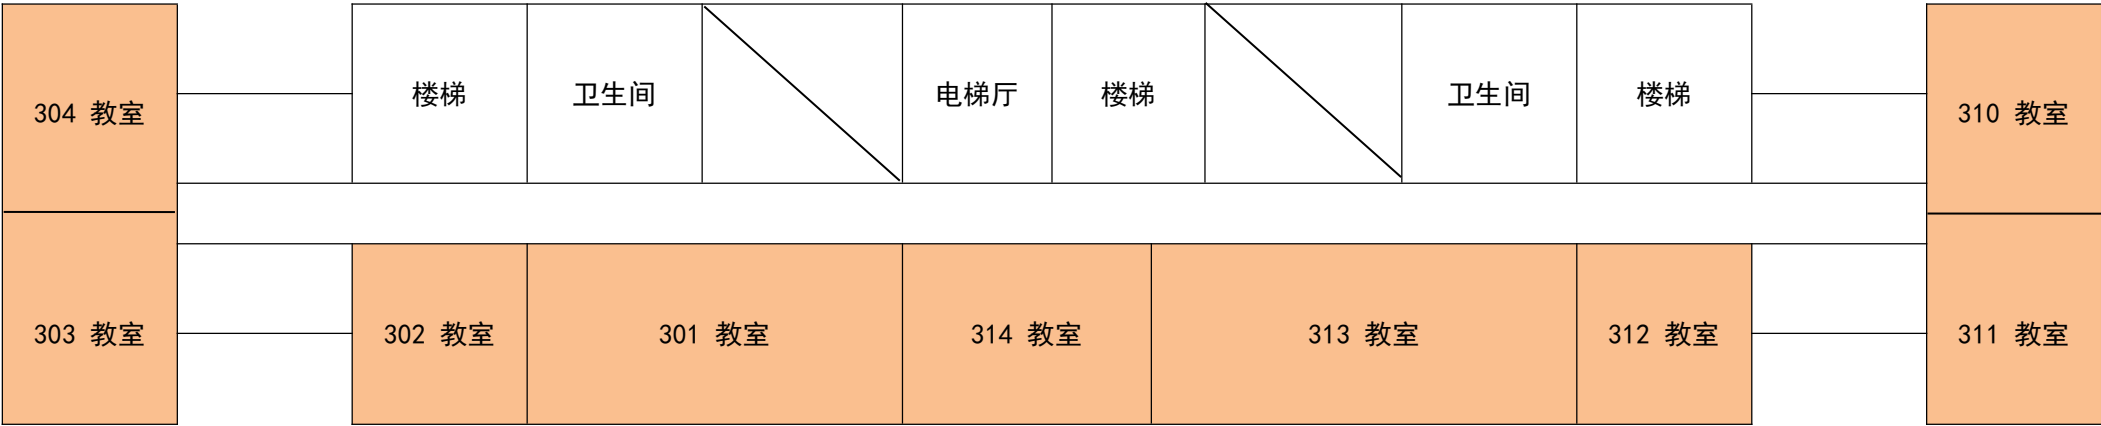 304 教室
楼梯
卫生间
电梯厅
楼梯
卫生间
楼梯
310 教室
303 教室
302 教室
301 教室
314 教室
313 教室
312 教室
311 教室